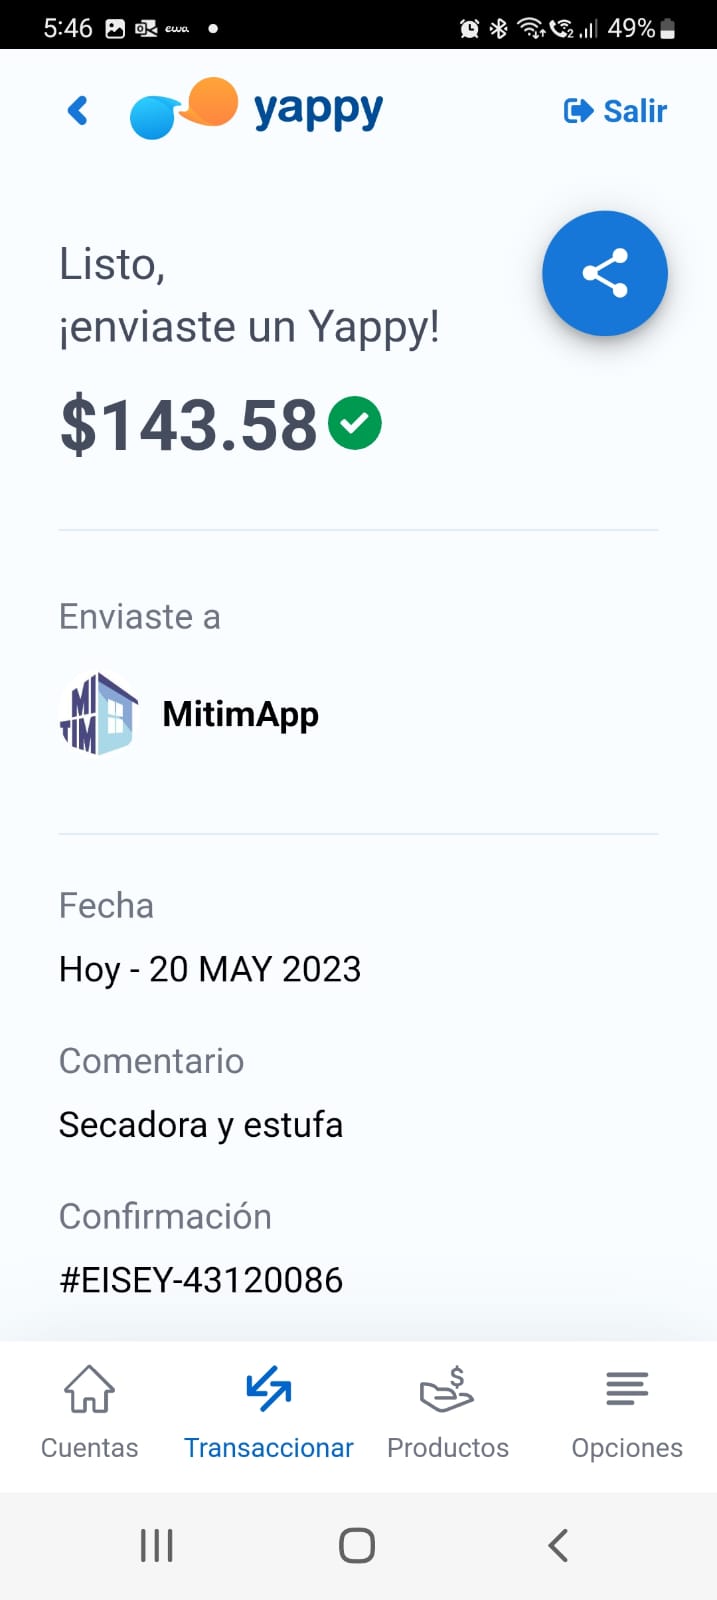 5:46 ewa 49%
yappy
Salir
Listo,
¡enviaste un Yappy!
$143.58
Enviaste a
MI
TIM
MitimApp
Fecha
Hoy - 20 MAY 2023
Comentario
Secadora y estufa
Confirmación
#EISEY-43120086
Cuentas Transaccionar Productos Opciones